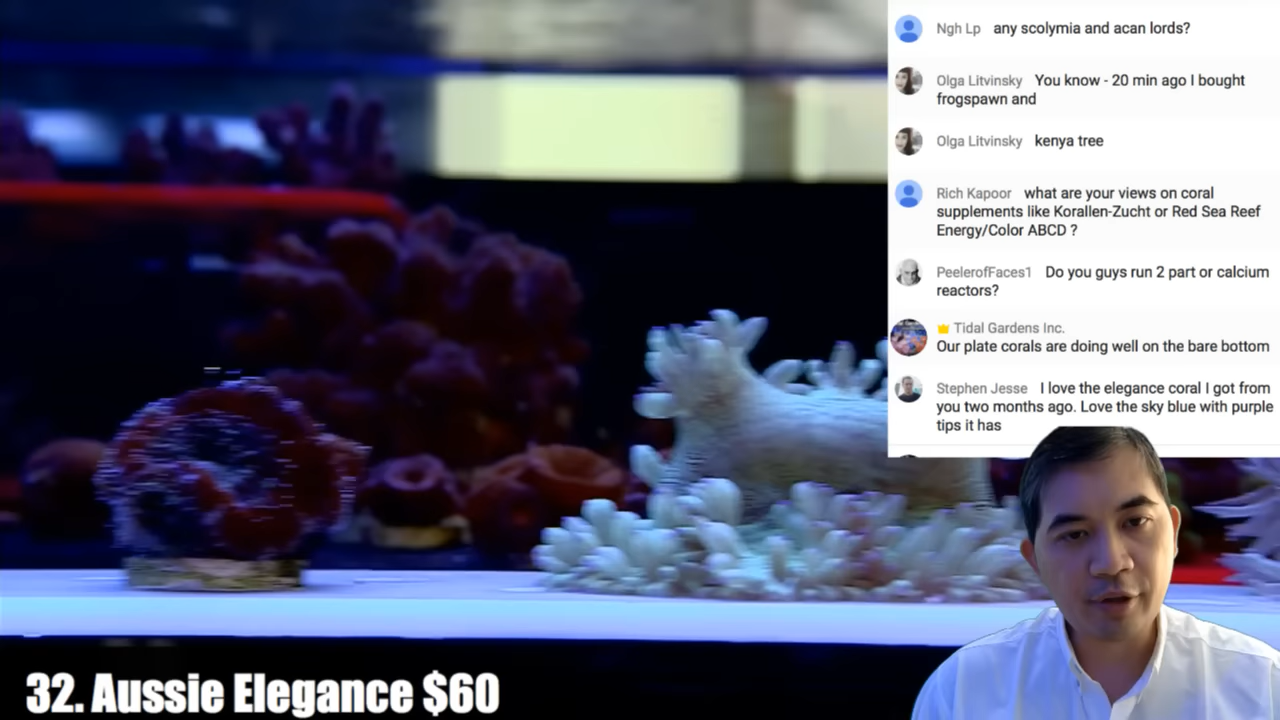 Ngh Lp any scolymia and acan lords?
Olga Litvinsky You know - 20 min ago I bought
frogspawn and
Olga Litvinsky kenya tree
Rich Kapoor what are your views on coral
supplements like Korallen-Zucht or Red Sea Reef
Energy/Color ABCD ?
PeelerofFaces1 Do you guys run 2 part or calcium
reactors?
Tidal Gardens Inc.
Our plate corals are doing well on the bare bottom
Stephen Jesse I love the elegance coral I got from
you two months ago. Love the sky blue with purple
tips it has
32. Aussie Elegance $60